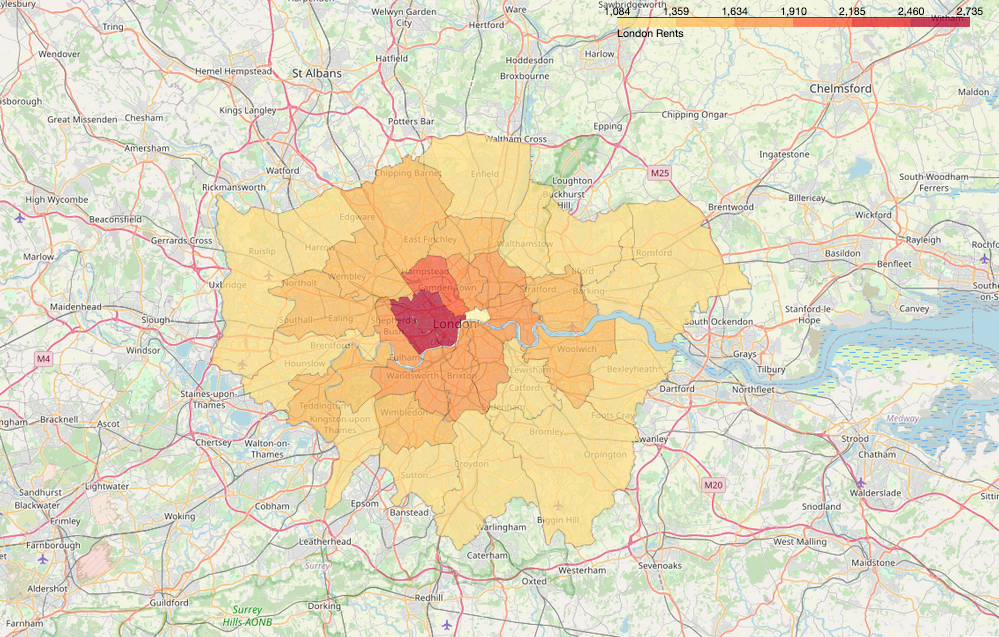 Sawbridgeworth
1,084 1,359 1,634 1,910 2,185 2,460 2,735
London Rents
Witham
Tring
Welwyn Garden
City
Ware
Hertford
Wendover
Hatfield
Hoddesdon
Harlow
Hemel Hempstead
St Albans
Broxbourne
Chelmsford
Maldon
Kings Langley
Great Missenden
Chesham
Potters Bar
Epping
Chipping Ongar
Waltham Cross
Amersham
Ingatestone
Watford
Chipping Barnet
Enfield
Loughton
M25
South Woodham
Ferrers
Rickmansworth
Buckhurst
Hill
High Wycombe
Brentwood
Billericay
Beaconsfield
Edgware
Wickford
Gerrards Cross
Harrow
East Finchley
Walthamstow
Rayleigh
Ruislip
Romford
Basildon
Marlow
Benfleet
Wembley
Hampstead
Ilford
Uxbridge
Northolt
Camden Town
Stratford
Barking
Maidenhead
Slough
Southall
Ealing
Shepherd's
Bush
London
Stanford-le-
Hope
Canvey
South Ockendon
Windsor
Brentford
Woolwich
M4
Fulham
Grays
Hounslow
Wandsworth
Brixton
Lewisham
Bexleyheath
Tilbury
Staines-upon-
Thames
Catford
Dartford
Northfleet
Teddington
Wimbledon
Sydenham
Foots Cray
Bracknell
Ascot
Kingston upon
Thames
Medway
Chertsey
Walton-on-
Thames
Bromley
Swanley
Strood
Orpington
Chatham
Croydon
Sutton
Lightwater
M20
Sandhurst
Walderslade
Blackwater
Cobham
Epsom
Banstead
Snodland
Frimley
Woking
Warlingham
Biggin Hill
Farnborough
Leatherhead
West Malling
Caterham
Maidstone
Surrey
Westerham
Sevenoaks
Aldershot
Oxted
Guildford
Dorking
Redhill
Surrey
Hills AONB
Farnham